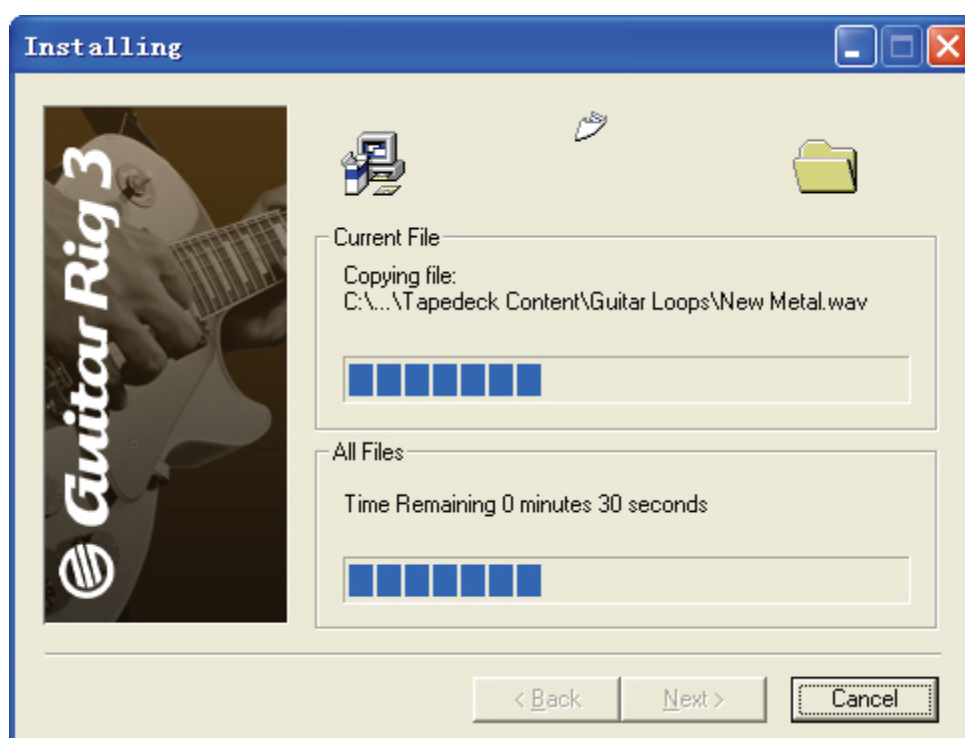 Installing
Guitar Rig 3
Current File
Copying file:
C:\...\Tapedeck Content\Guitar Loops\New Metal.wav
All Files
Time Remaining 0 minutes 30 seconds
< Back
Next >
Cancel